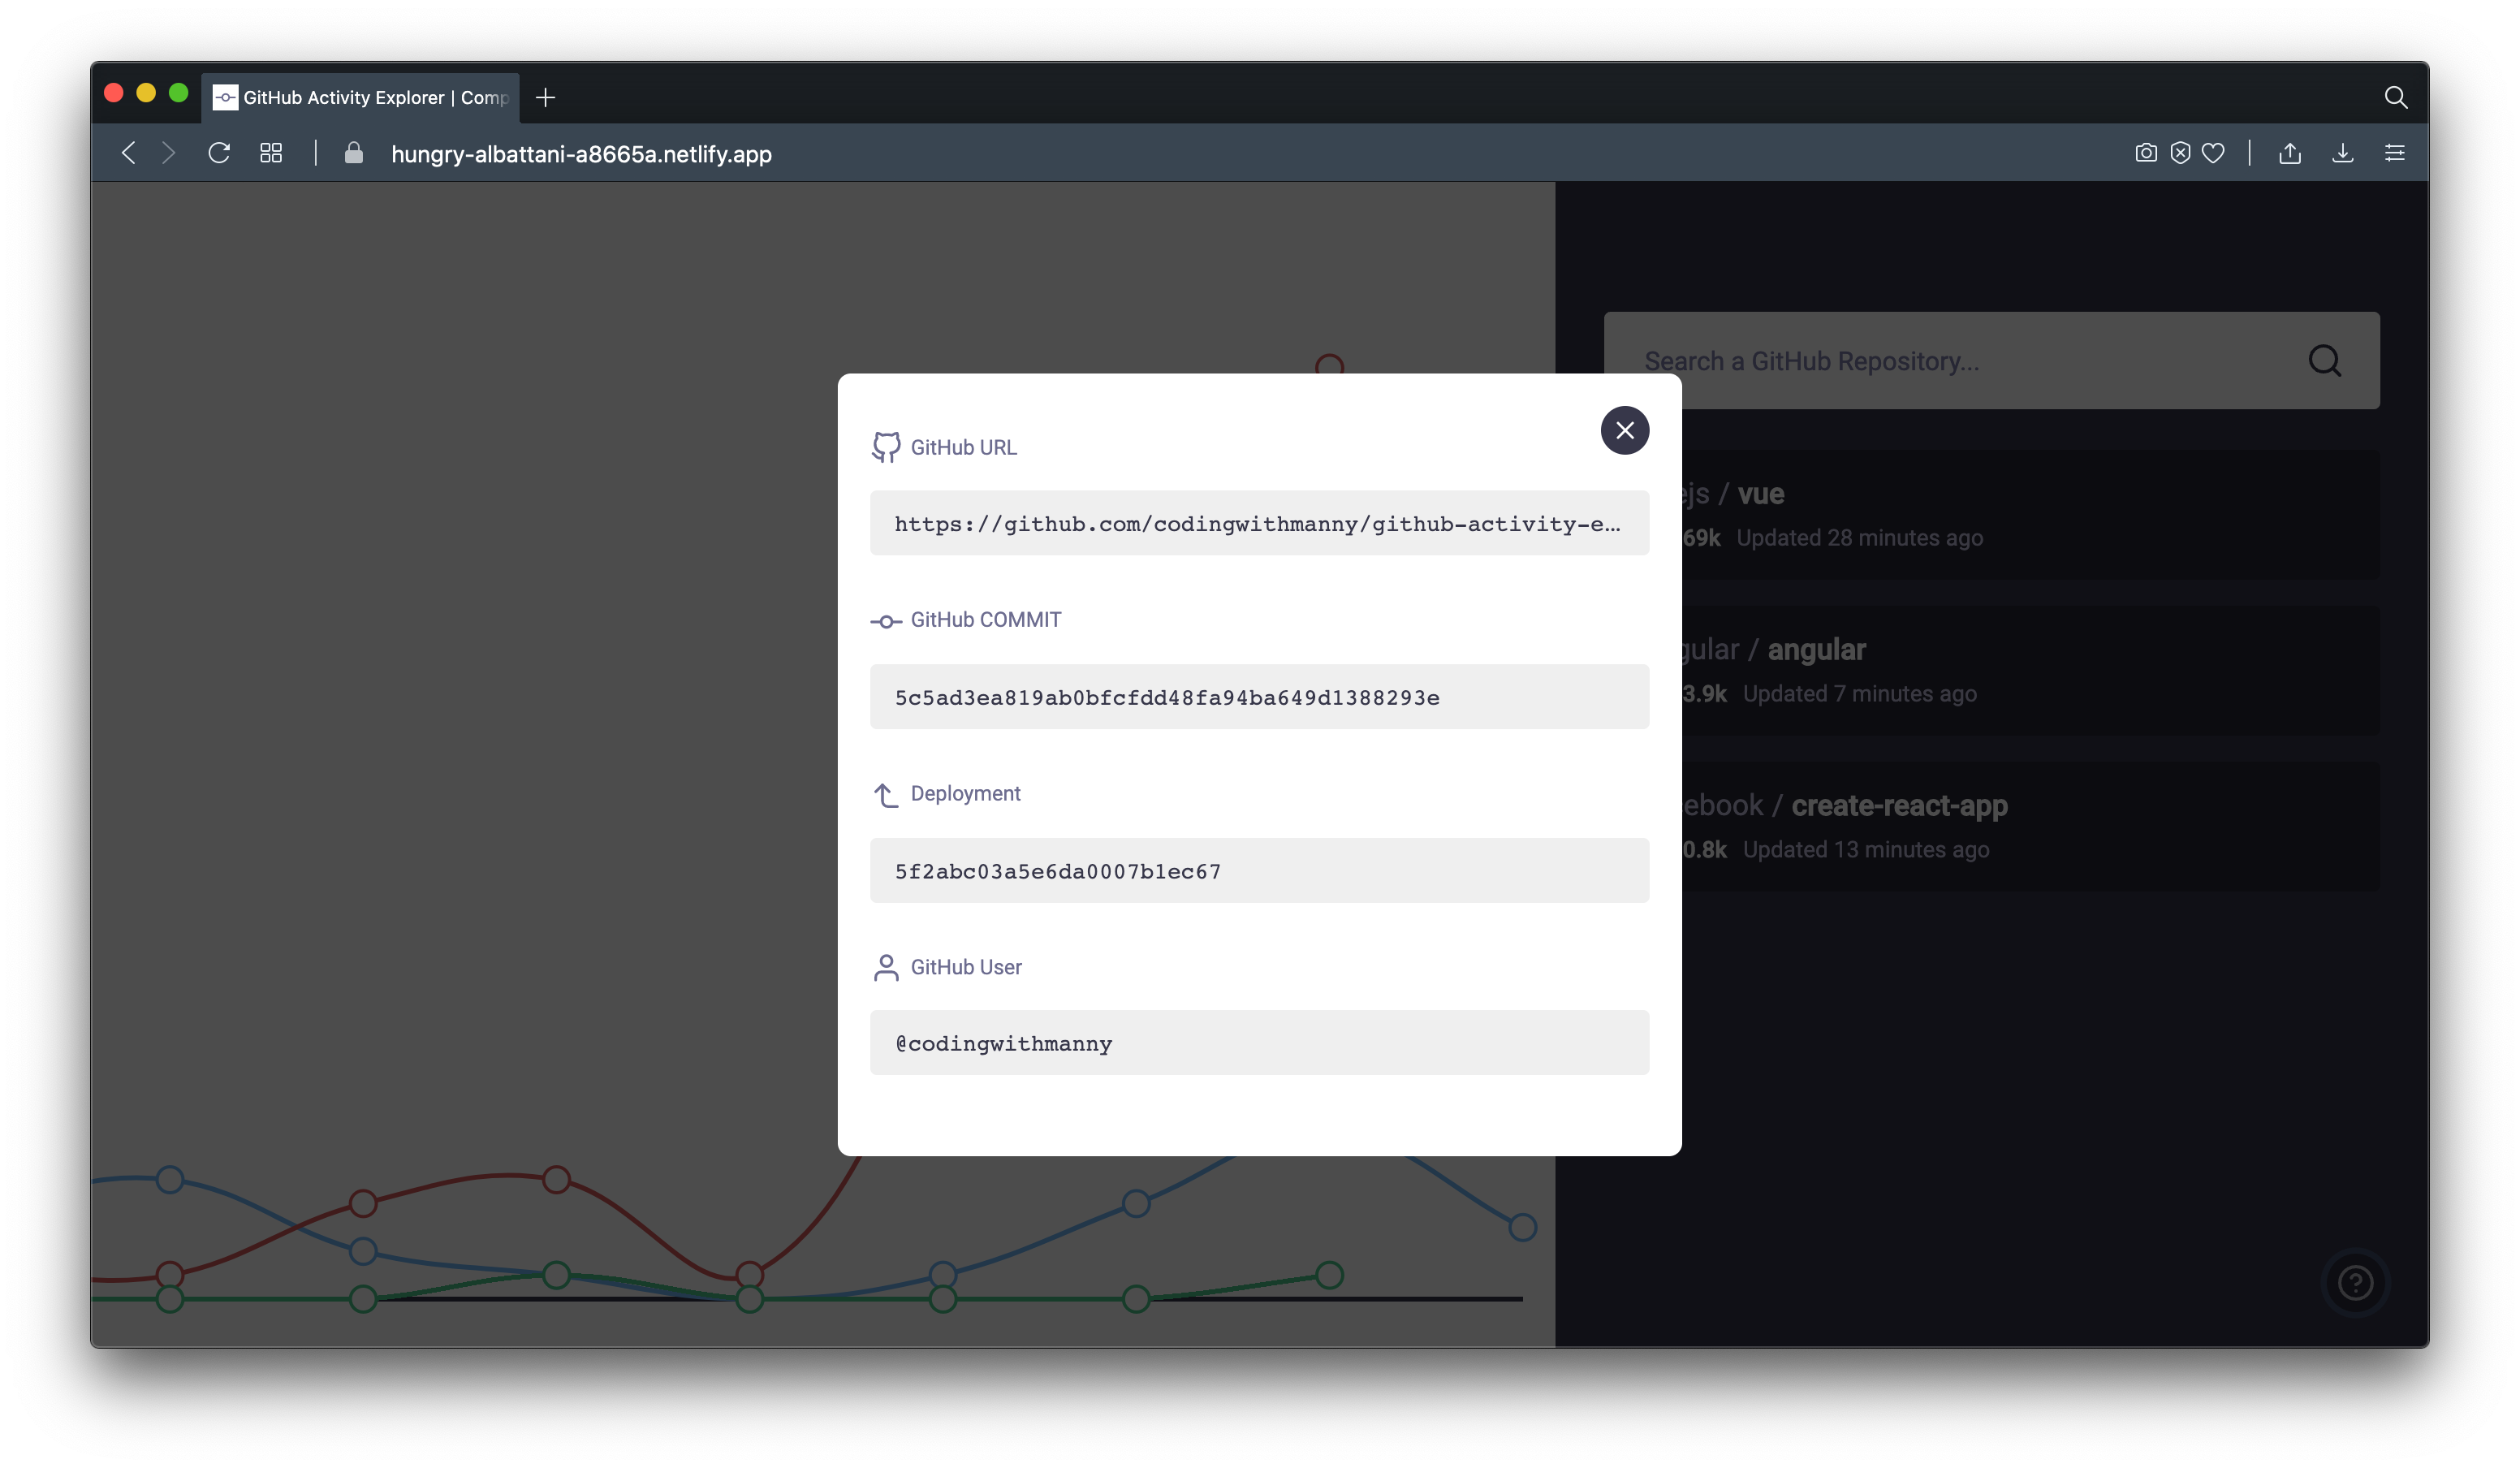 GitHub Activity Explorer | Comp
hungry-albattani-a8665a.netlify.app
Search a GitHub Repository...
GitHub URL
https://github.com/codingwithmanny/github-activity-e...
GitHub COMMIT
5c5ad3ea819ab0bfcfdd48fa94ba649d1388293e
Deployment
5f2abc03a5e6da0007b1ec67
GitHub User
@codingwithmanny
ejs / vue
69k Updated 28 minutes ago
gular / angular
3.9k Updated 7 minutes ago
ebook / create-react-app
0.8k Updated 13 minutes ago